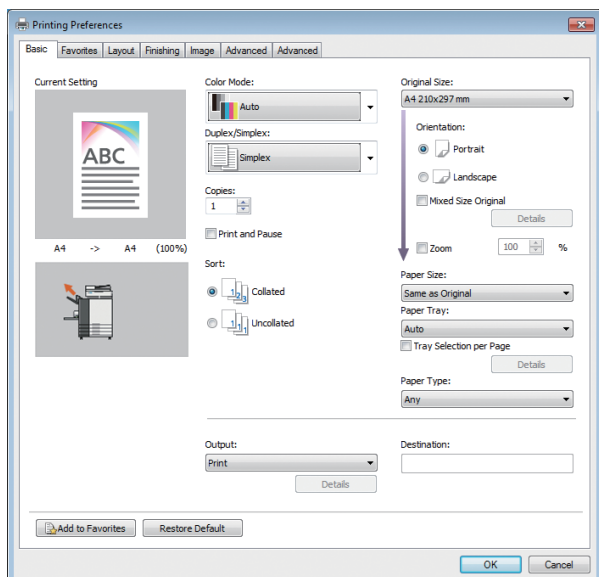 Printing Preferences
Basic Favorites Layout Finishing Image Advanced Advanced
Current Setting
ABC
A4 -> A4 (100%)
Color Mode:
Auto
Duplex/Simplex:
Simplex
Copies:
1
Print and Pause
Sort:
123 Collated
111 Uncollated
Original Size:
A4 210x297 mm
Orientation:
Portrait
Landscape
Mixed Size Original
Details
Zoom 100 %
Paper Size:
Same as Original
Paper Tray:
Auto
Tray Selection per Page
Details
Paper Type:
Any
Output:
Print
Details
Destination:
Add to Favorites Restore Default
OK Cancel